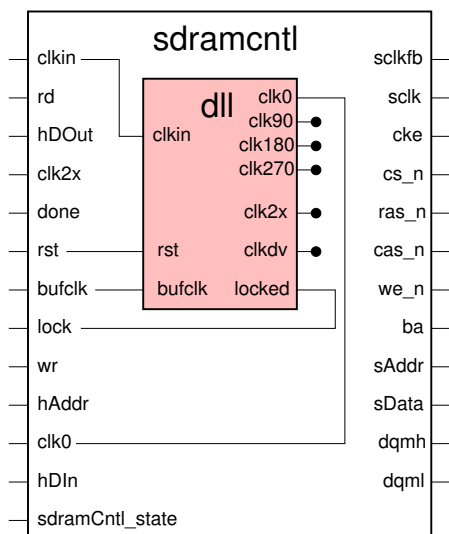 sdramcntl
clkin
rd
hDOut
clk2x
done
rst
bufclk
lock
wr
hAddr
clk0
hDIn
sdramCntl_state
dll
clkin
rst
bufclk
clk0
clk90
clk180
clk270
clk2x
clkdv
locked
sclkfb
sclk
cke
cs_n
ras_n
cas_n
we_n
ba
sAddr
sData
dqmh
dqml